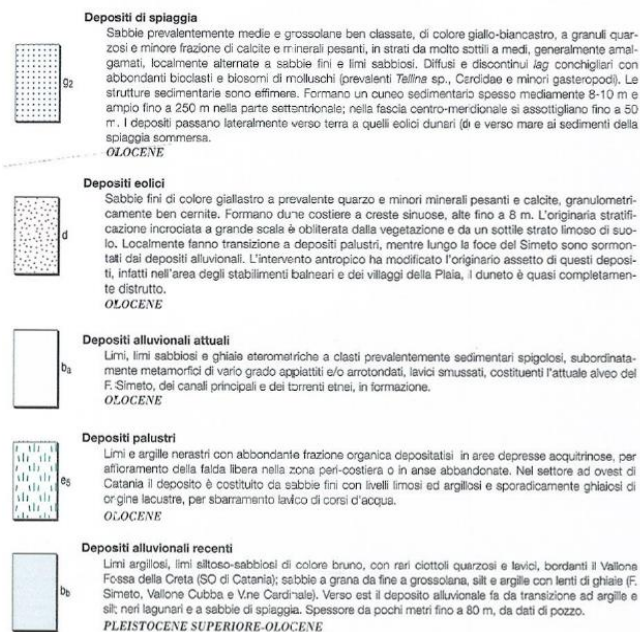 Depositi di spiaggia
Sabbie prevalentemente medie e grossolane ben classate, di colore giallo-biancastro, a granuli quar-
zosi e minore frazione di calcite e minerali pesanti, in strati da molto sottili a medi, generalmente amal-
gamati, localmente alternate a sabbie fini e limi sabbiosi. Diffusi e discontinui lag conchigliari con
abbondanti bioclasti e biosomi di molluschi (prevalenti Tellina sp., Cardidae e minori gasteropodi). Le
strutture sedimentarie sono effimere. Formano un cuneo sedimentario spesso mediamente 8-10 m e
ampio fino a 250 m nella parte settentrionale; nella fascia centro-meridionale si assottigliano fino a 50
m. I depositi passano lateralmente verso terra a quelli eolici dunari (d) e verso mare ai sedimenti della
spiaggia sommersa.
OLOCENE
g2
Depositi eolici
Sabbie fini di colore giallastro a prevalente quarzo e minori minerali pesanti e calcite, granulometri-
camente ben cernite. Formano dune costiere a creste sinuose, alte fino a 8 m. L'originaria stratifi-
cazione incrociata a grande scala è obliterata dalla vegetazione e da un sottile strato limoso di suo-
lo. Localmente fanno transizione a depositi palustri, mentre lungo la foce del Simeto sono sormon-
tati dai depositi alluvionali. L'intervento antropico ha modificato l'originario assetto di questi deposi-
ti, infatti nell'area degli stabilimenti balneari e dei villaggi della Plaia, il duneto è quasi completamen-
te distrutto.
OLOCENE
d
Depositi alluvionali attuali
Limi, limi sabbiosi e ghiaie eterometriche a clasti prevalentemente sedimentari spigolosi, subordinata-
mente metamorfici di vario grado appiattiti e/o arrotondati, lavici smussati, costituenti l'attuale alveo del
F. Simeto, dei canali principali e dei torrenti etnei, in formazione.
OLOCENE
ba
Depositi palustri
Limi e argille nerastri con abbondante frazione organica depositatisi in aree depresse acquitrinose, per
affioramento della falda libera nella zona peri-costiera o in anse abbandonate. Nel settore ad ovest di
Catania il deposito è costituito da sabbie fini con livelli limosi ed argillosi e sporadicamente ghiaiosi di
origine lacustre, per sbarramento lavico di corsi d'acqua.
OLOCENE
e5
Depositi alluvionali recenti
Limi argillosi, limi siltoso-sabbiosi di colore bruno, con rari ciottoli quarzosi e lavici, bordanti il Vallone
Fossa della Creta (SO di Catania); sabbie a grana da fine a grossolana, silt e argille con lenti di ghiaie (F.
Simeto, Vallone Cubba e V.ne Cardinale). Verso est il deposito alluvionale fa da transizione ad argille e
silt neri lagunari e a sabbie di spiaggia. Spessore da pochi metri fino a 80 m, da dati di pozzo.
PLEISTOCENE SUPERIORE-OLOCENE
bb